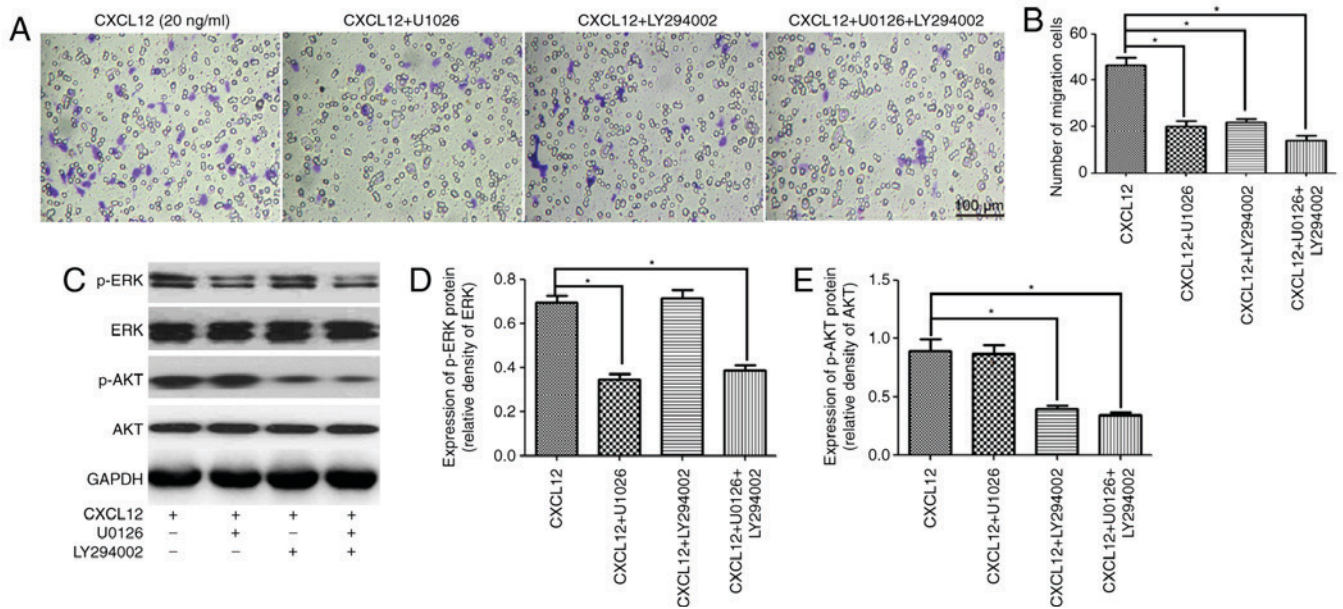 A
CXCL12 (20 ng/ml)
CXCL12+U1026
CXCL12+LY294002
CXCL12+U0126+LY294002
100 μm
B
Number of migration cells
60
40
20
0
*
*
*
CXCL12
CXCL12+U1026
CXCL12+LY294002
CXCL12+U0126+
LY294002
C
p-ERK
ERK
p-AKT
AKT
GAPDH
CXCL12 + + + +
U0126 – + – +
LY294002 – – + +
D
Expression of p-ERK protein
(relative density of ERK)
0.8
0.6
0.4
0.2
0.0
*
*
CXCL12
CXCL12+U1026
CXCL12+LY294002
CXCL12+U0126+
LY294002
E
Expression of p-AKT protein
(relative density of AKT)
1.5
1.0
0.5
0.0
*
*
CXCL12
CXCL12+U1026
CXCL12+LY294002
CXCL12+U0126+
LY294002